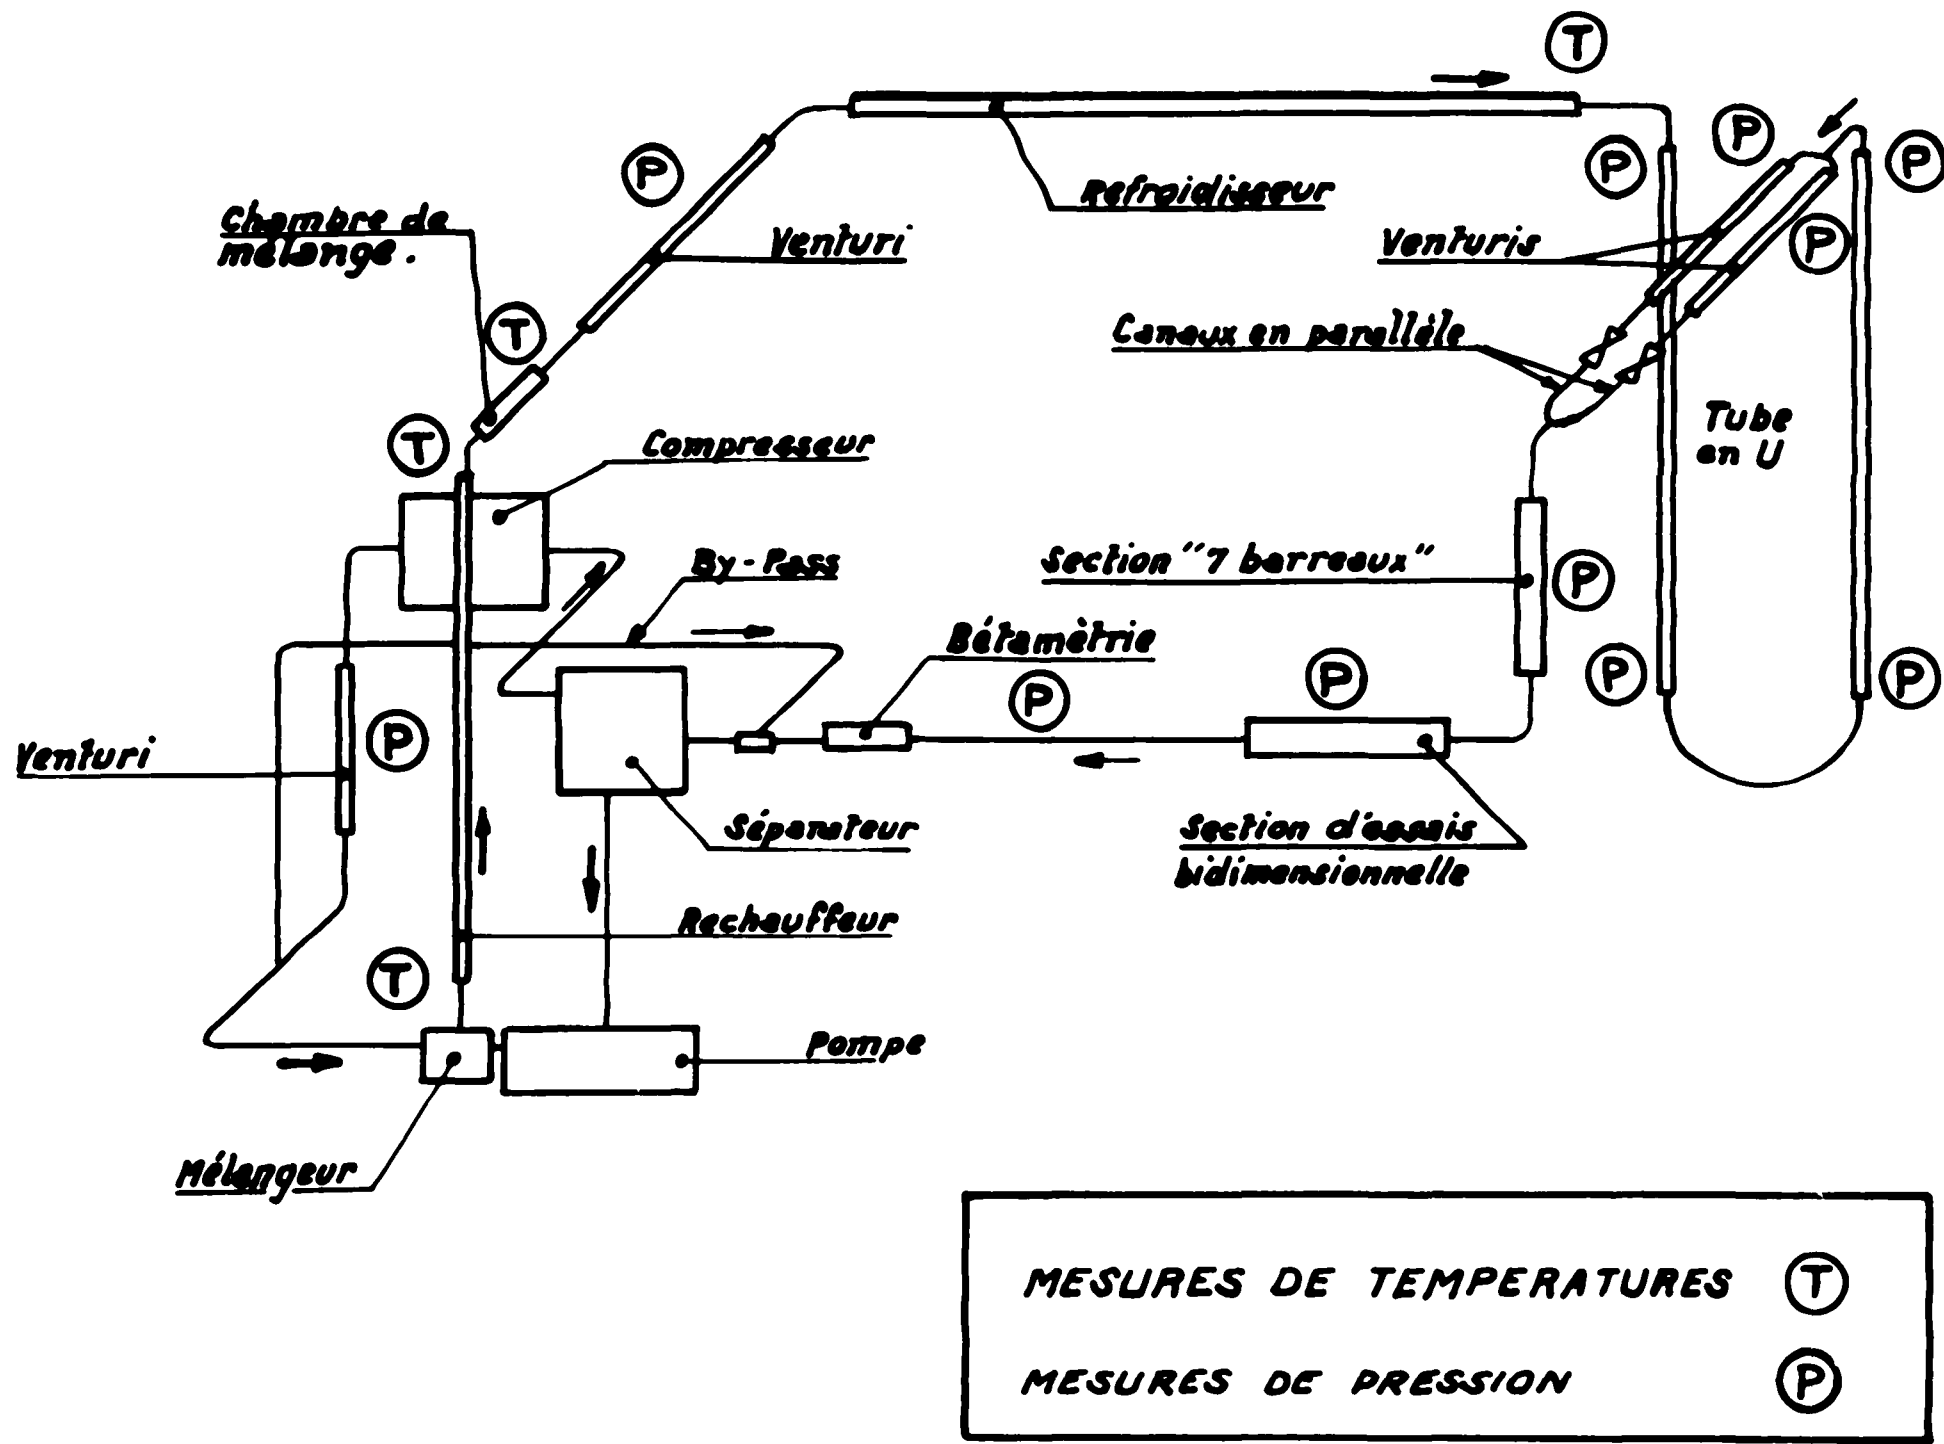 T
P
P
P
P
Refroidisseur
Chambre de
mélange.
Venturi
Venturis
P
T
Canaux en parallèle
T
Compresseur
Tube
en U
By-Pass
Section "7 barreaux"
P
Bétamètrie
P
P
P
P
Venturi
P
Séparateur
Section d'essais
bidimensionnelle
Rechauffeur
T
Pompe
Mélangeur
MESURES DE TEMPERATURES T
MESURES DE PRESSION P